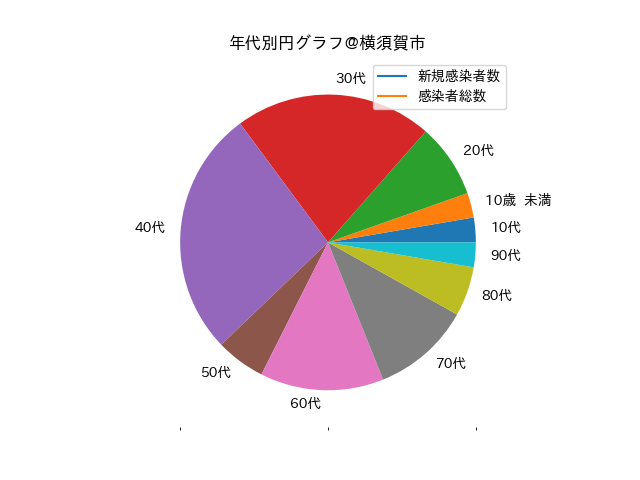 年代別円グラフ@横須賀市
新規感染者数
感染者総数
30代
20代
10歳 未満
10代
40代
90代
80代
70代
50代
60代